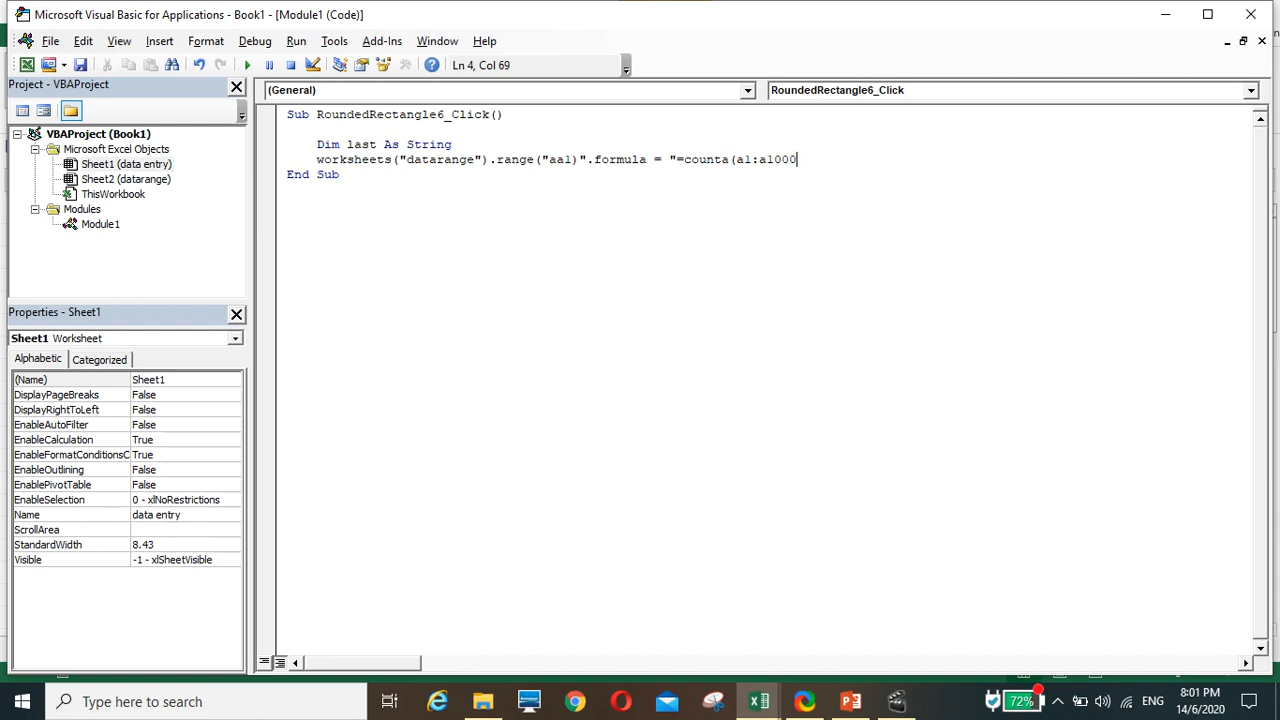 Microsoft Visual Basic for Applications - Book1 - [Module1 (Code)]
File Edit View Insert Format Debug Run Tools Add-Ins Window Help
Ln 4, Col 69
Project - VBAProject
(General)
RoundedRectangle6_Click
VBAProject (Book1)
Microsoft Excel Objects
Sheet1 (data entry)
Sheet2 (datarange)
ThisWorkbook
Modules
Module1
Sub RoundedRectangle6_Click()
Dim last As String
worksheets("datarange").range("aa1)".formula = "=counta(a1:a1000
End Sub
Properties - Sheet1
Sheet1 Worksheet
Alphabetic Categorized
(Name) Sheet1
DisplayPageBreaks False
DisplayRightToLeft False
EnableAutoFilter False
EnableCalculation True
EnableFormatConditionsC True
EnableOutlining False
EnablePivotTable False
EnableSelection 0 - xlNoRestrictions
Name data entry
ScrollArea
StandardWidth 8.43
Visible -1 - xlSheetVisible
Type here to search
72%
ENG
8:01 PM
14/6/2020